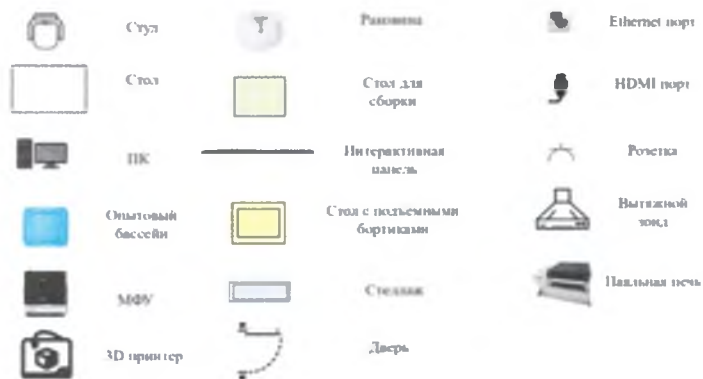 Стул
Раковина
Ethernet порт
Стол
Стол для
сборки
HDMI порт
ПК
Интерактивная
панель
Розетка
Опытовый
бассейн
Стол с подъемными
бортиками
Вытяжной
зонд
МФУ
Стеллаж
Паяльная печь
3D принтер
Дверь